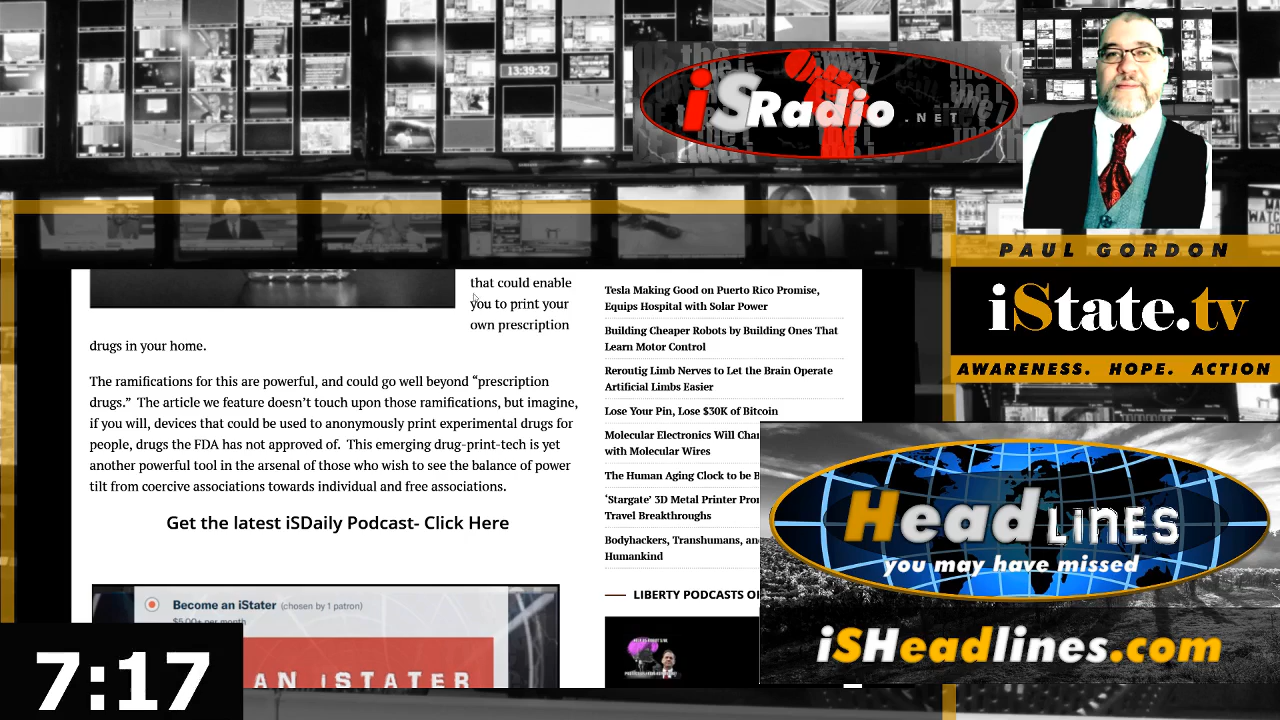 13:39:32
iSRadio.NET
PAUL GORDON
iState.tv
AWARENESS. HOPE. ACTION
that could enable
you to print your
own prescription
drugs in your home.
The ramifications for this are powerful, and could go well beyond “prescription
drugs.” The article we feature doesn’t touch upon those ramifications, but imagine,
if you will, devices that could be used to anonymously print experimental drugs for
people, drugs the FDA has not approved of. This emerging drug-print-tech is yet
another powerful tool in the arsenal of those who wish to see the balance of power
tilt from coercive associations towards individual and free associations.
Get the latest iSDaily Podcast- Click Here
Become an iStater (chosen by 1 patron)
$5.00+ per month
AN iSTATER
Tesla Making Good on Puerto Rico Promise,
Equips Hospital with Solar Power
Building Cheaper Robots by Building Ones That
Learn Motor Control
Reroutig Limb Nerves to Let the Brain Operate
Artificial Limbs Easier
Lose Your Pin, Lose $30K of Bitcoin
Molecular Electronics Will Chan
with Molecular Wires
The Human Aging Clock to be
‘Stargate’ 3D Metal Printer
Travel Breakthroughs
Bodyhackers, Transhumans,
Humankind
LIBERTY PODCASTS
Head LINES
you may have missed
iSHeadlines.com
7:17